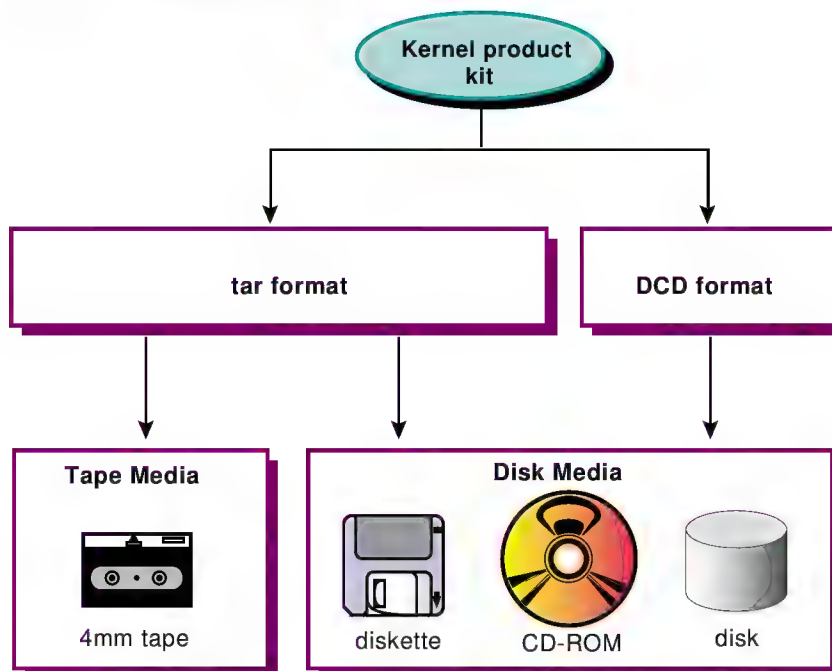 Kernel product
kit
tar format
DCD format
Tape Media
Disk Media
4mm tape
diskette
CD-ROM
disk